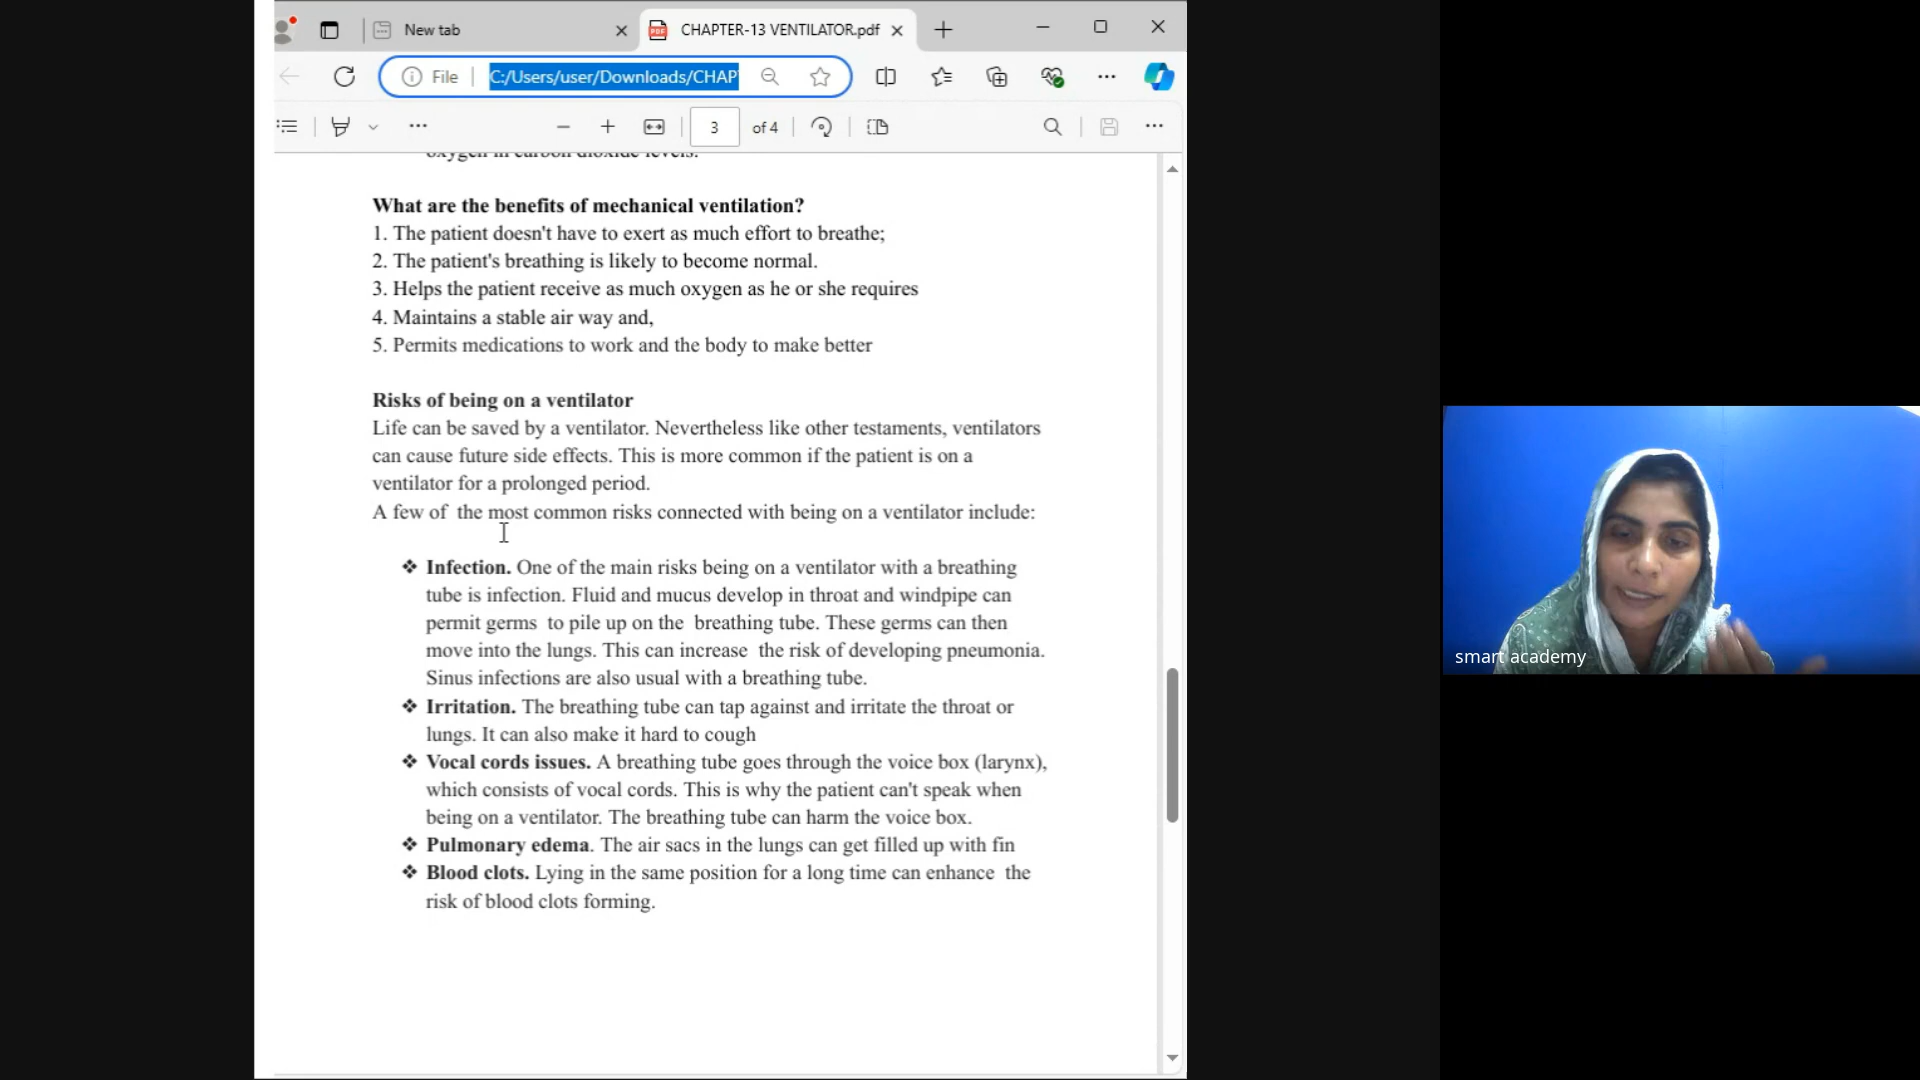 New tab
CHAPTER-13 VENTILATOR.pdf
File
C:/Users/user/Downloads/CHAP
3 of 4
oxygen in carbon dioxide levels.
What are the benefits of mechanical ventilation?
1. The patient doesn't have to exert as much effort to breathe;
2. The patient's breathing is likely to become normal.
3. Helps the patient receive as much oxygen as he or she requires
4. Maintains a stable air way and,
5. Permits medications to work and the body to make better
Risks of being on a ventilator
Life can be saved by a ventilator. Nevertheless like other testaments, ventilators
can cause future side effects. This is more common if the patient is on a
ventilator for a prolonged period.
A few of the most common risks connected with being on a ventilator include:
❖ Infection. One of the main risks being on a ventilator with a breathing
tube is infection. Fluid and mucus develop in throat and windpipe can
permit germs to pile up on the breathing tube. These germs can then
move into the lungs. This can increase the risk of developing pneumonia.
Sinus infections are also usual with a breathing tube.
❖ Irritation. The breathing tube can tap against and irritate the throat or
lungs. It can also make it hard to cough
❖ Vocal cords issues. A breathing tube goes through the voice box (larynx),
which consists of vocal cords. This is why the patient can't speak when
being on a ventilator. The breathing tube can harm the voice box.
❖ Pulmonary edema. The air sacs in the lungs can get filled up with fin
❖ Blood clots. Lying in the same position for a long time can enhance the
risk of blood clots forming.
smart academy